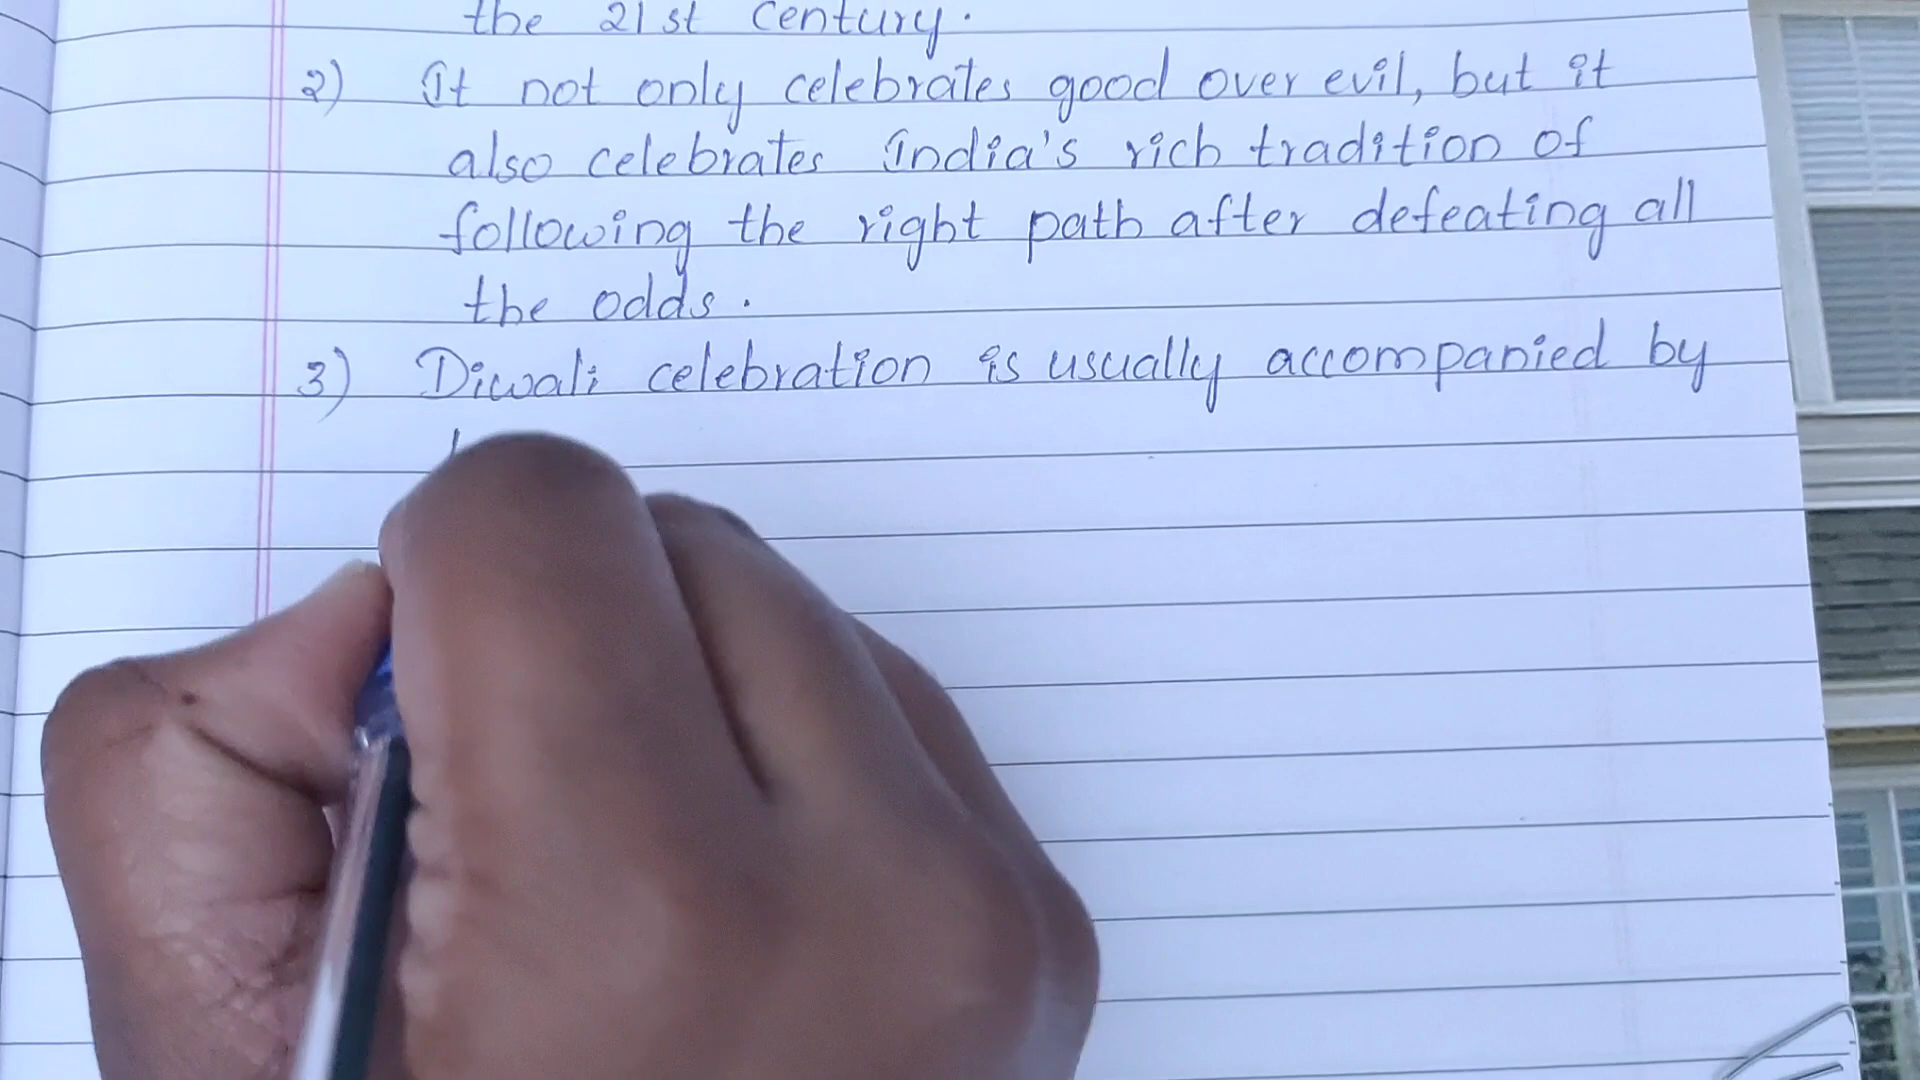 the 21st century.
2) It not only celebrates good over evil, but it
also celebrates India's rich tradition of
following the right path after defeating all
the odds.
3) Diwali celebration is usually accompanied by